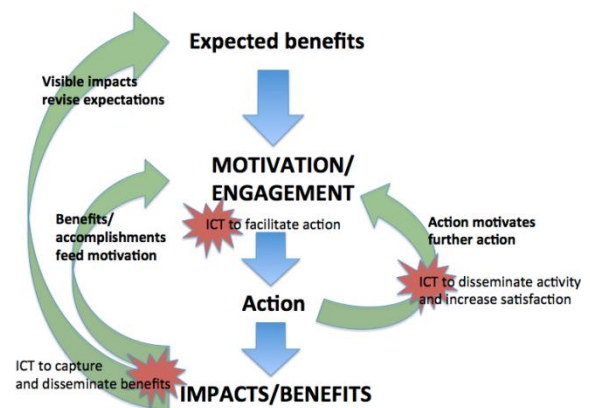 Expected benefits
Visible impacts
revise expectations
MOTIVATION/
ENGAGEMENT
ICT to facilitate action
Benefits/
accomplishments
feed motivation
Action motivates
further action
ICT to disseminate activity
and increase satisfaction
Action
ICT to capture
and disseminate benefits
IMPACTS/BENEFITS